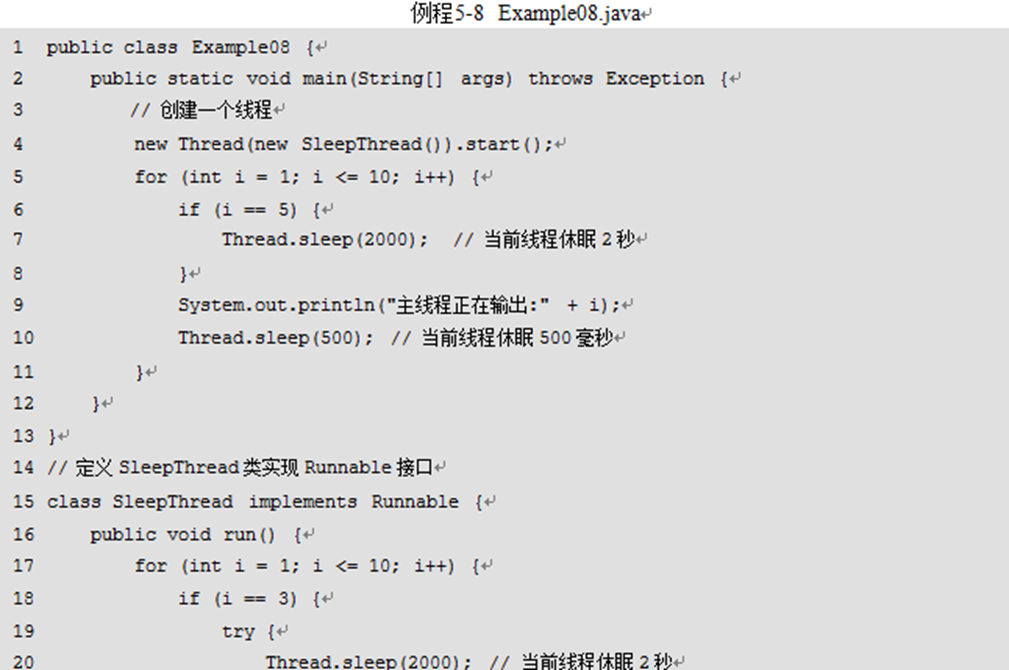 例程5-8 Example08.java↵
1 public class Example08 {↵
2     public static void main(String[] args) throws Exception {↵
3         // 创建一个线程↵
4         new Thread(new SleepThread()).start();↵
5         for (int i = 1; i <= 10; i++) {↵
6             if (i == 5) {↵
7                 Thread.sleep(2000); // 当前线程休眠 2 秒↵
8             }↵
9             System.out.println("主线程正在输出:" + i);↵
10             Thread.sleep(500); // 当前线程休眠 500 毫秒↵
11         }↵
12     }↵
13 }↵
14 // 定义 SleepThread 类实现 Runnable 接口↵
15 class SleepThread implements Runnable {↵
16     public void run() {↵
17         for (int i = 1; i <= 10; i++) {↵
18             if (i == 3) {↵
19                 try {↵
20                     Thread.sleep(2000); // 当前线程休眠 2 秒↵